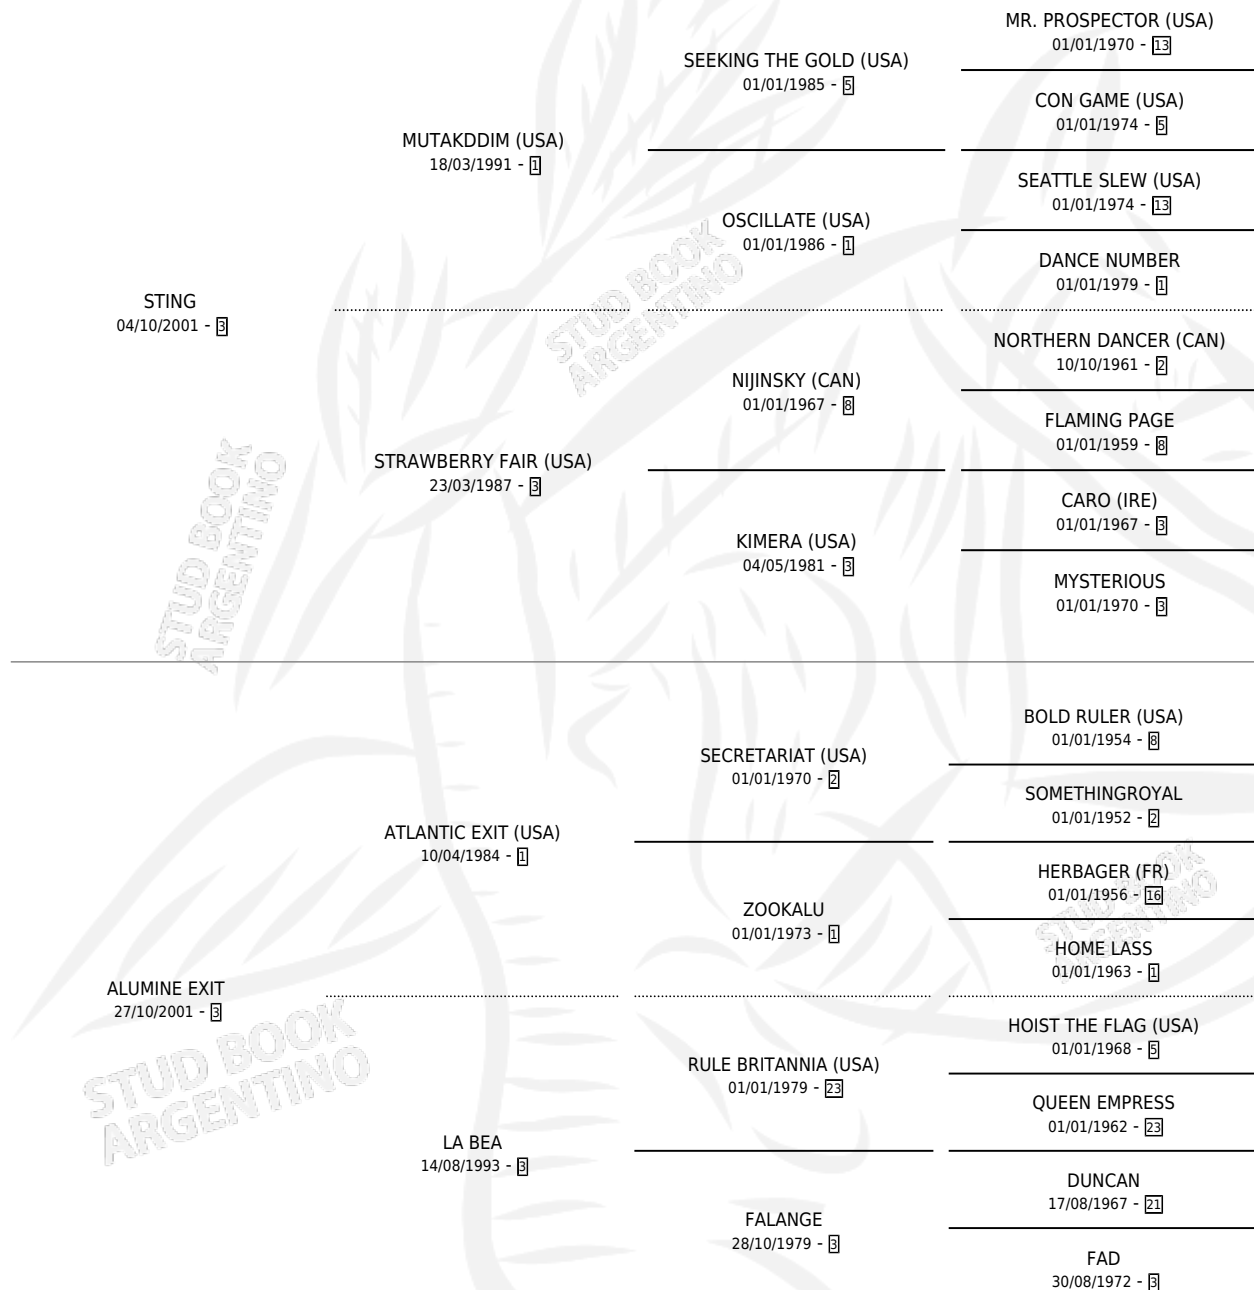 MR. PROSPECTOR (USA)
01/01/1970 - 13
SEEKING THE GOLD (USA)
01/01/1985 - 5
CON GAME (USA)
01/01/1974 - 5
MUTAKDDIM (USA)
18/03/1991 - 1
SEATTLE SLEW (USA)
01/01/1974 - 13
OSCILLATE (USA)
01/01/1986 - 1
DANCE NUMBER
01/01/1979 - 1
STING
04/10/2001 - 3
NORTHERN DANCER (CAN)
10/10/1961 - 2
NIJINSKY (CAN)
01/01/1967 - 8
FLAMING PAGE
01/01/1959 - 8
STRAWBERRY FAIR (USA)
23/03/1987 - 3
CARO (IRE)
01/01/1967 - 3
KIMERA (USA)
04/05/1981 - 3
MYSTERIOUS
01/01/1970 - 3
BOLD RULER (USA)
01/01/1954 - 8
SECRETARIAT (USA)
01/01/1970 - 2
SOMETHINGROYAL
01/01/1952 - 2
ATLANTIC EXIT (USA)
10/04/1984 - 1
HERBAGER (FR)
01/01/1956 - 16
ZOOKALU
01/01/1973 - 1
HOME LASS
01/01/1963 - 1
ALUMINE EXIT
27/10/2001 - 3
HOIST THE FLAG (USA)
01/01/1968 - 5
RULE BRITANNIA (USA)
01/01/1979 - 23
QUEEN EMPRESS
01/01/1962 - 23
LA BEA
14/08/1993 - 3
DUNCAN
17/08/1967 - 21
FALANGE
28/10/1979 - 3
FAD
30/08/1972 - 3
STUD BOOK
ARGENTINO
STUD BOOK
ARGENTINO
STUD BOOK
ARGENTINO
STUD BOOK
ARGENTINO